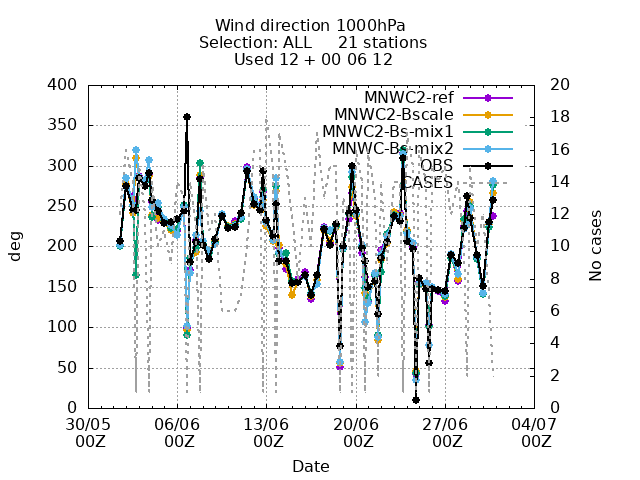 Wind direction 1000hPa
Selection: ALL 21 stations
Used 12 + 00 06 12
400 20
350 18
300 16
250 14
200 12
150 10
100 8
50 6
0 4
2
0
deg
No cases
MNWC2-ref
MNWC2-Bscale
MNWC2-Bs-mix1
MNWC-Bs-mix2
OBS
CASES
30/05 06/06 13/06 20/06 27/06 04/07
00Z 00Z 00Z 00Z 00Z 00Z
Date